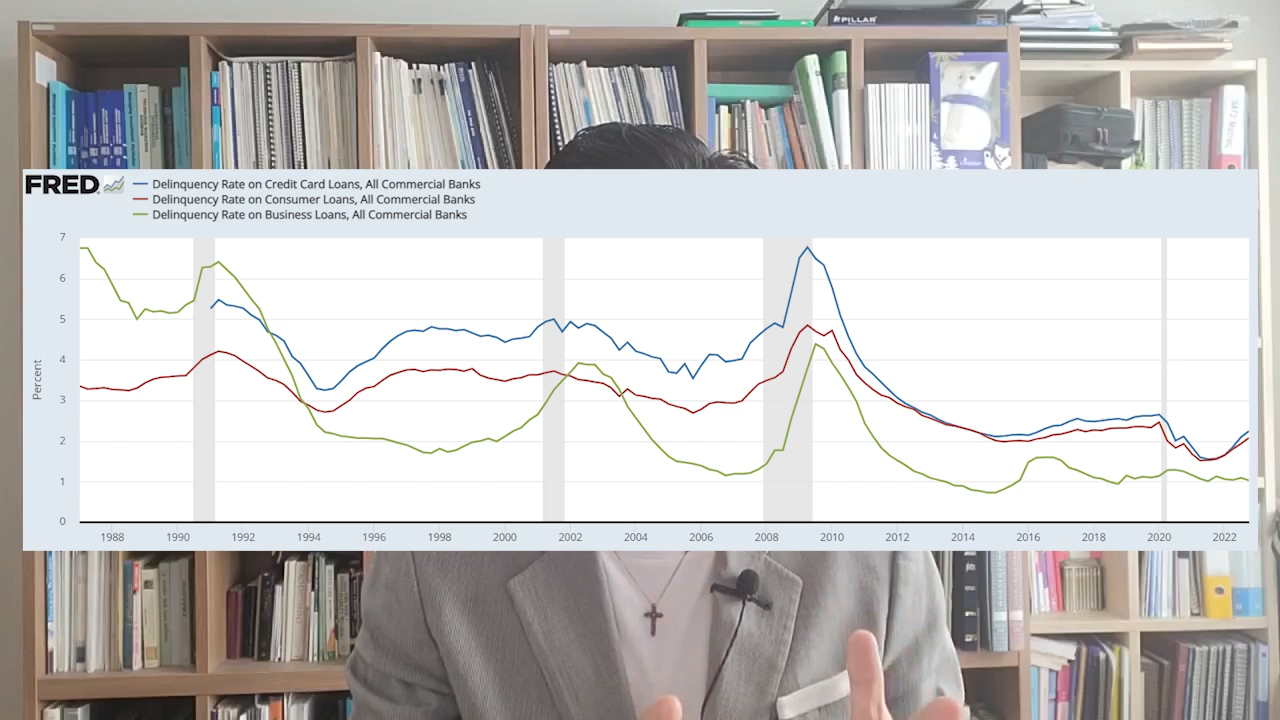 PILLAR
FRED
Delinquency Rate on Credit Card Loans, All Commercial Banks
Delinquency Rate on Consumer Loans, All Commercial Banks
Delinquency Rate on Business Loans, All Commercial Banks
7
6
5
4
3
2
1
0
Percent
1988 1990 1992 1994 1996 1998 2000 2002 2004 2006 2008 2010 2012 2014 2016 2018 2020 2022